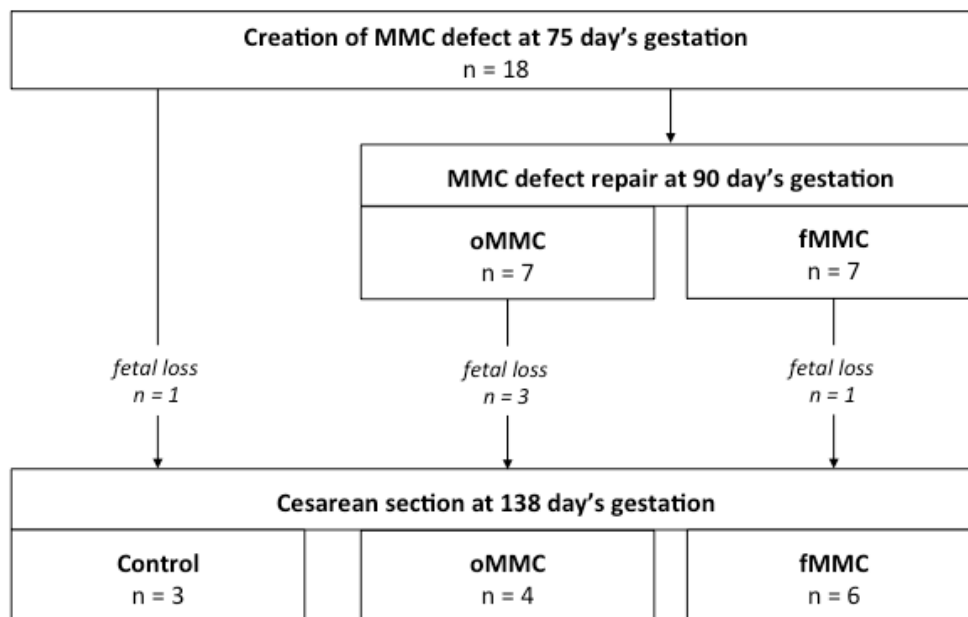 Creation of MMC defect at 75 day's gestation
n = 18
MMC defect repair at 90 day's gestation
oMMC
n = 7
fMMC
n = 7
fetal loss
n = 1
fetal loss
n = 3
fetal loss
n = 1
Cesarean section at 138 day's gestation
Control
n = 3
oMMC
n = 4
fMMC
n = 6